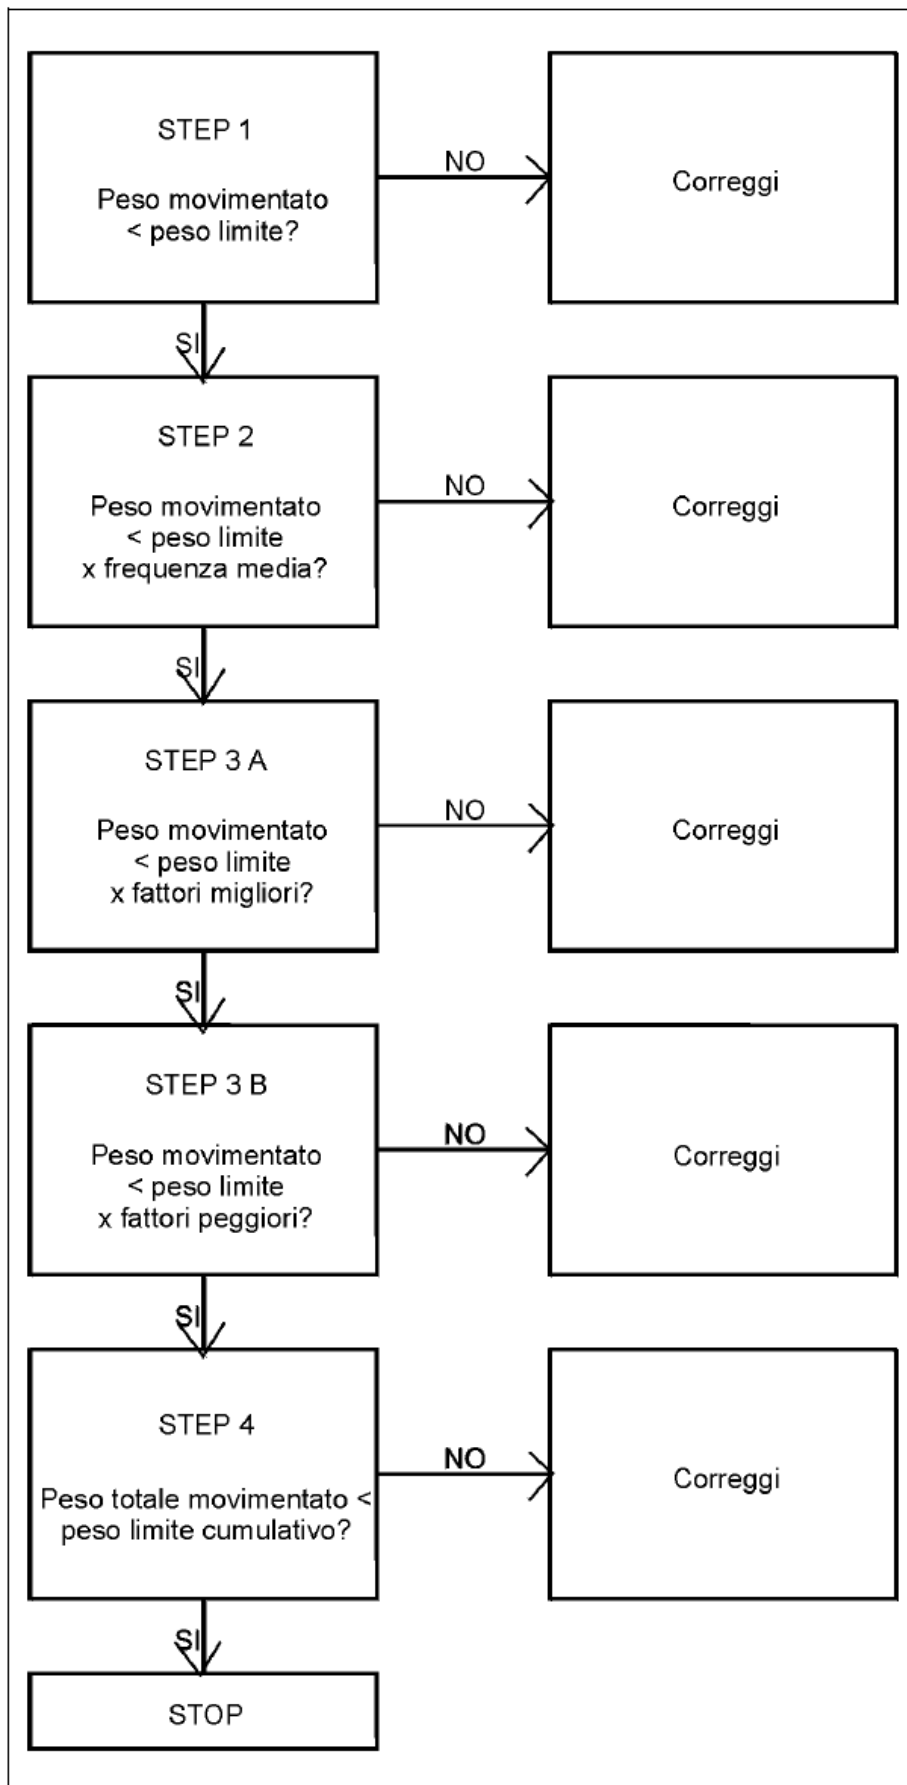 STEP 1
Peso movimentato
< peso limite?
NO
Correggi
SI
STEP 2
Peso movimentato
< peso limite
x frequenza media?
NO
Correggi
SI
STEP 3 A
Peso movimentato
< peso limite
x fattori migliori?
NO
Correggi
SI
STEP 3 B
Peso movimentato
< peso limite
x fattori peggiori?
NO
Correggi
SI
STEP 4
Peso totale movimentato <
peso limite cumulativo?
NO
Correggi
SI
STOP